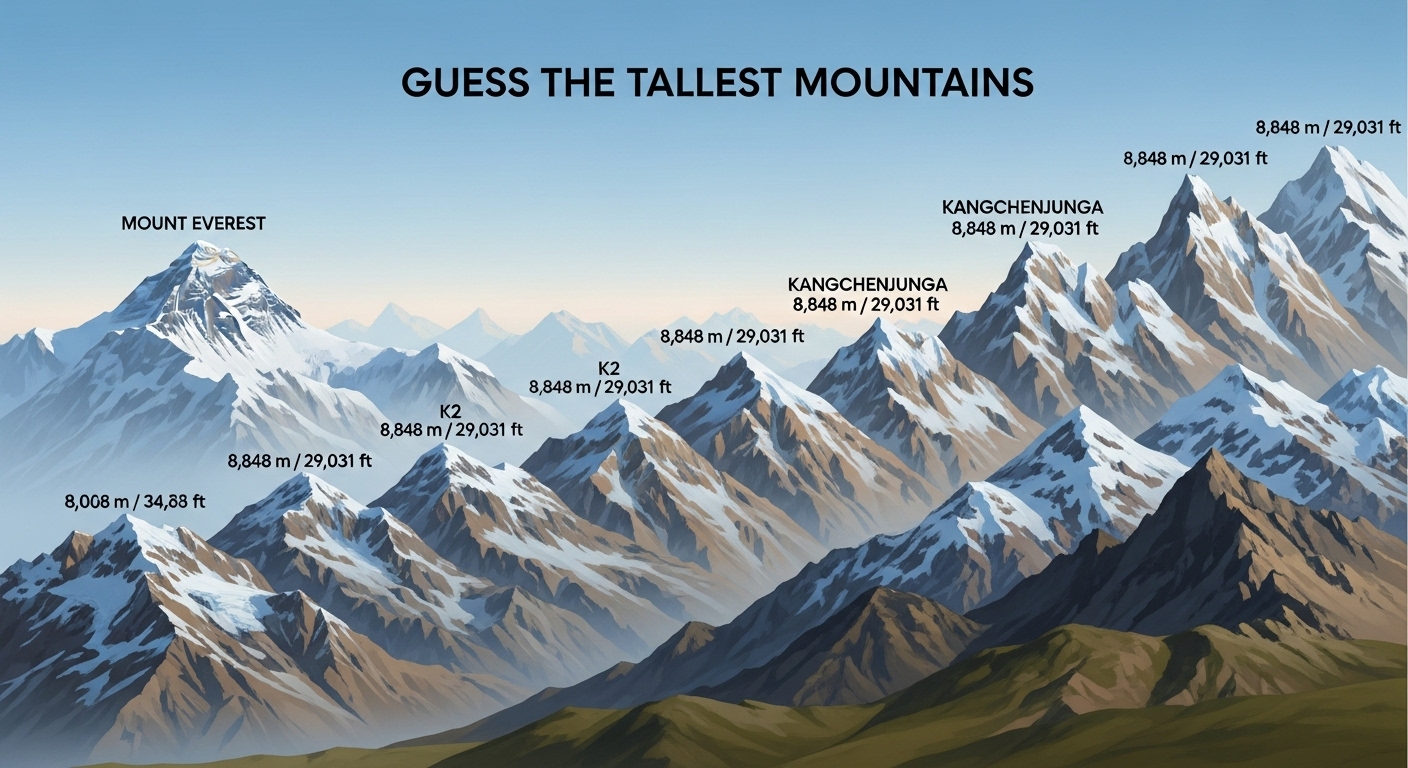 GUESS THE TALLEST MOUNTAINS
8,848 m / 29,031 ft
8,848 m / 29,031 ft
KANGCHENJUNGA
8,848 m / 29,031 ft
MOUNT EVEREST
KANGCHENJUNGA
8,848 m / 29,031 ft
8,848 m / 29,031 ft
K2
8,848 m / 29,031 ft
K2
8,848 m / 29,031 ft
8,848 m / 29,031 ft
8,008 m / 34,88 ft